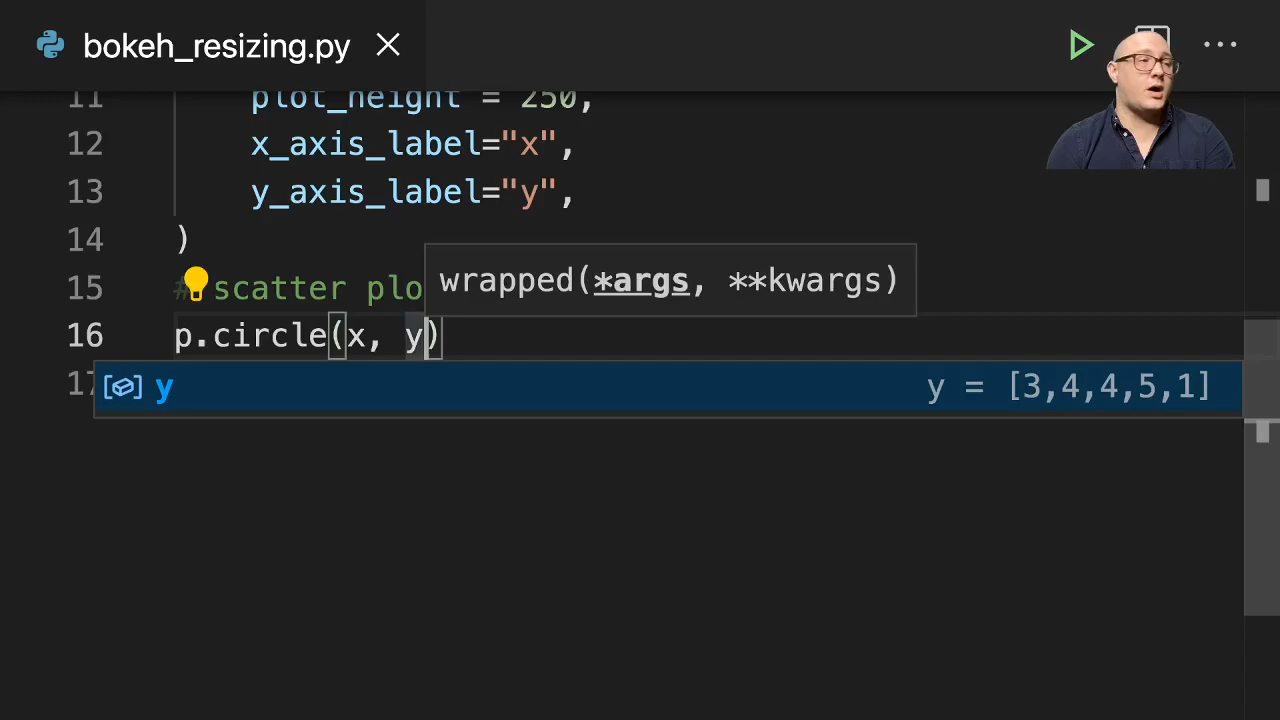 bokeh_resizing.py
11 plot_height = 250,
12 x_axis_label="x",
13 y_axis_label="y",
14 )
15 # scatter plo
wrapped(*args, **kwargs)
16 p.circle(x, y)
17
y y = [3,4,4,5,1]